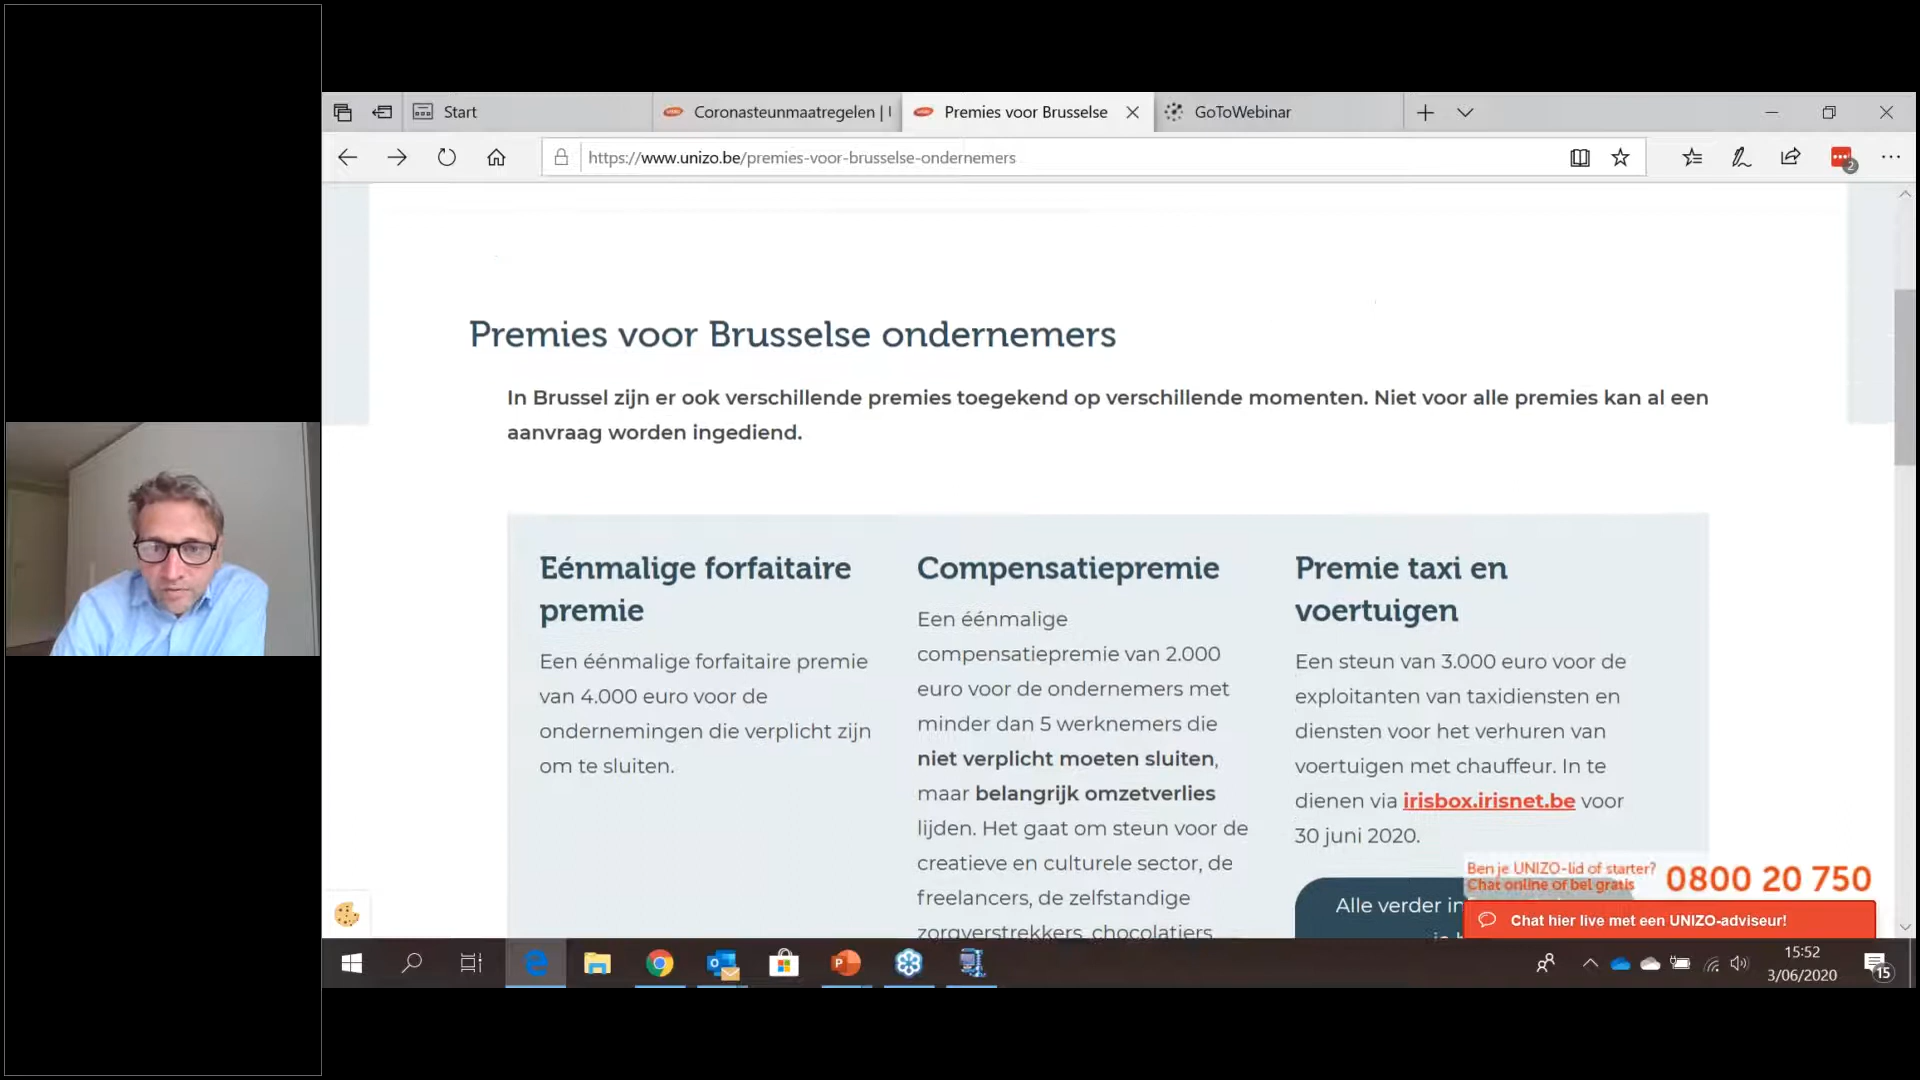 Start
Coronasteunmaatregelen |
Premies voor Brusselse
GoToWebinar
https://www.unizo.be/premies-voor-brusselse-ondernemers
2
Premies voor Brusselse ondernemers
In Brussel zijn er ook verschillende premies toegekend op verschillende momenten. Niet voor alle premies kan al een
aanvraag worden ingediend.
Eénmalige forfaitaire
premie
Een éénmalige forfaitaire premie
van 4.000 euro voor de
ondernemingen die verplicht zijn
om te sluiten.
Compensatiepremie
Een éénmalige
compensatiepremie van 2.000
euro voor de ondernemers met
minder dan 5 werknemers die
niet verplicht moeten sluiten,
maar belangrijk omzetverlies
lijden. Het gaat om steun voor de
creatieve en culturele sector, de
freelancers, de zelfstandige
zorgverstrekkers, chocolatiers
Premie taxi en
voertuigen
Een steun van 3.000 euro voor de
exploitanten van taxidiensten en
diensten voor het verhuren van
voertuigen met chauffeur. In te
dienen via irisbox.irisnet.be voor
30 juni 2020.
Alle verder in
Ben je UNIZO-lid of starter?
Chat online of bel gratis
0800 20 750
Chat hier live met een UNIZO-adviseur!
15:52
3/06/2020
15